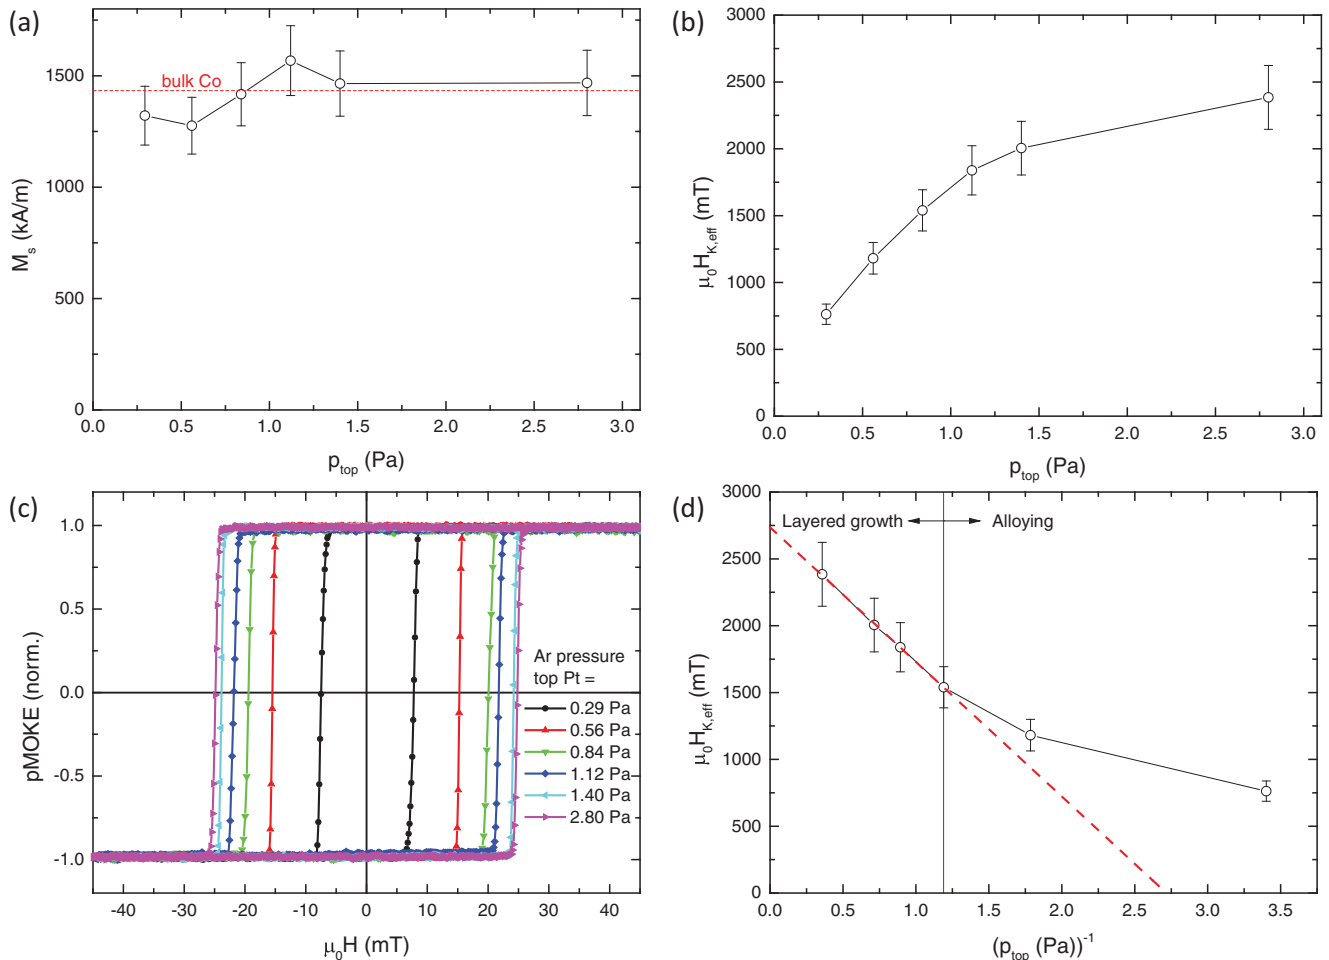 (a)
1500
1000
500
0
0.0 0.5 1.0 1.5 2.0 2.5 3.0
M_s (kA/m)
p_top (Pa)
bulk Co
(b)
3000
2500
2000
1500
1000
500
0
0.0 0.5 1.0 1.5 2.0 2.5 3.0
μ₀H_K,eff (mT)
p_top (Pa)
(c)
1.0
0.5
0.0
-0.5
-1.0
-40 -30 -20 -10 0 10 20 30 40
pMOKE (norm.)
μ₀H (mT)
Ar pressure
top Pt =
0.29 Pa
0.56 Pa
0.84 Pa
1.12 Pa
1.40 Pa
2.80 Pa
(d)
Layered growth
Alloying
3000
2500
2000
1500
1000
500
0
0.0 0.5 1.0 1.5 2.0 2.5 3.0 3.5
μ₀H_K,eff (mT)
(p_top (Pa))⁻¹